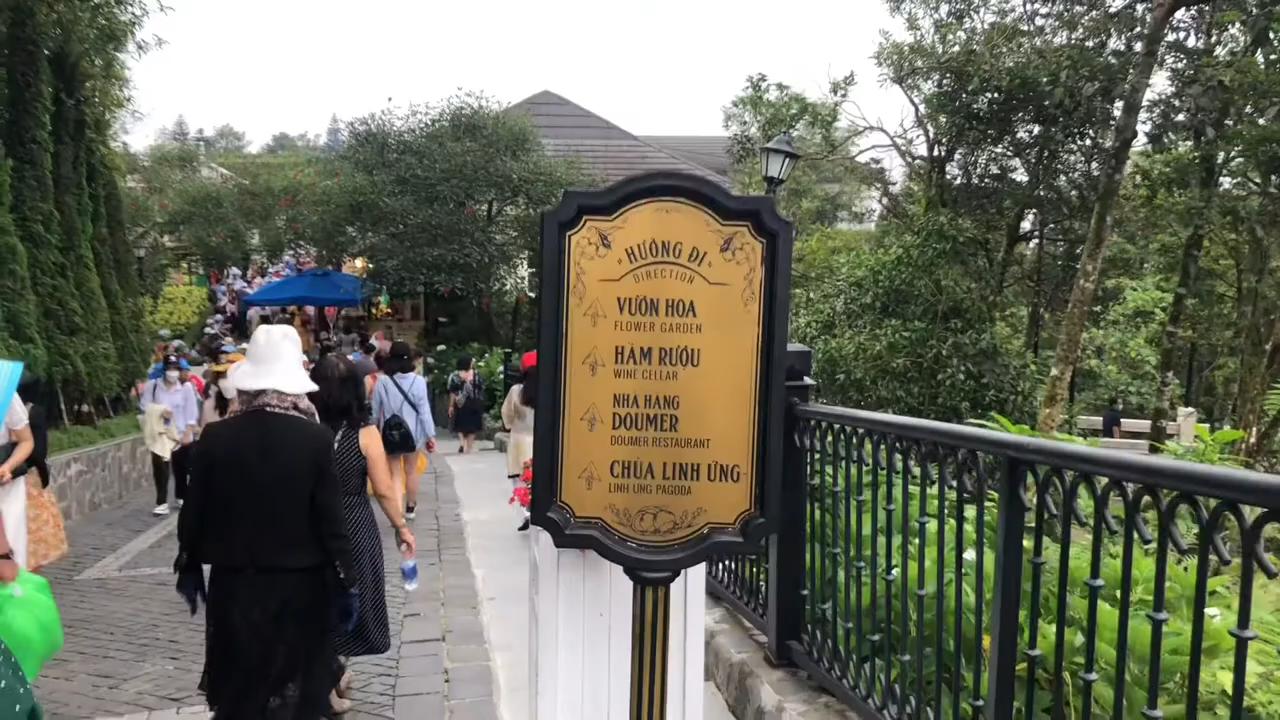 HƯỚNG ĐI
DIRECTION
VƯỜN HOA
FLOWER GARDEN
HẦM RƯỢU
WINE CELLAR
NHÀ HÀNG
DOUMER
DOUMER RESTAURANT
CHÙA LINH ỨNG
LINH UNG PAGODA